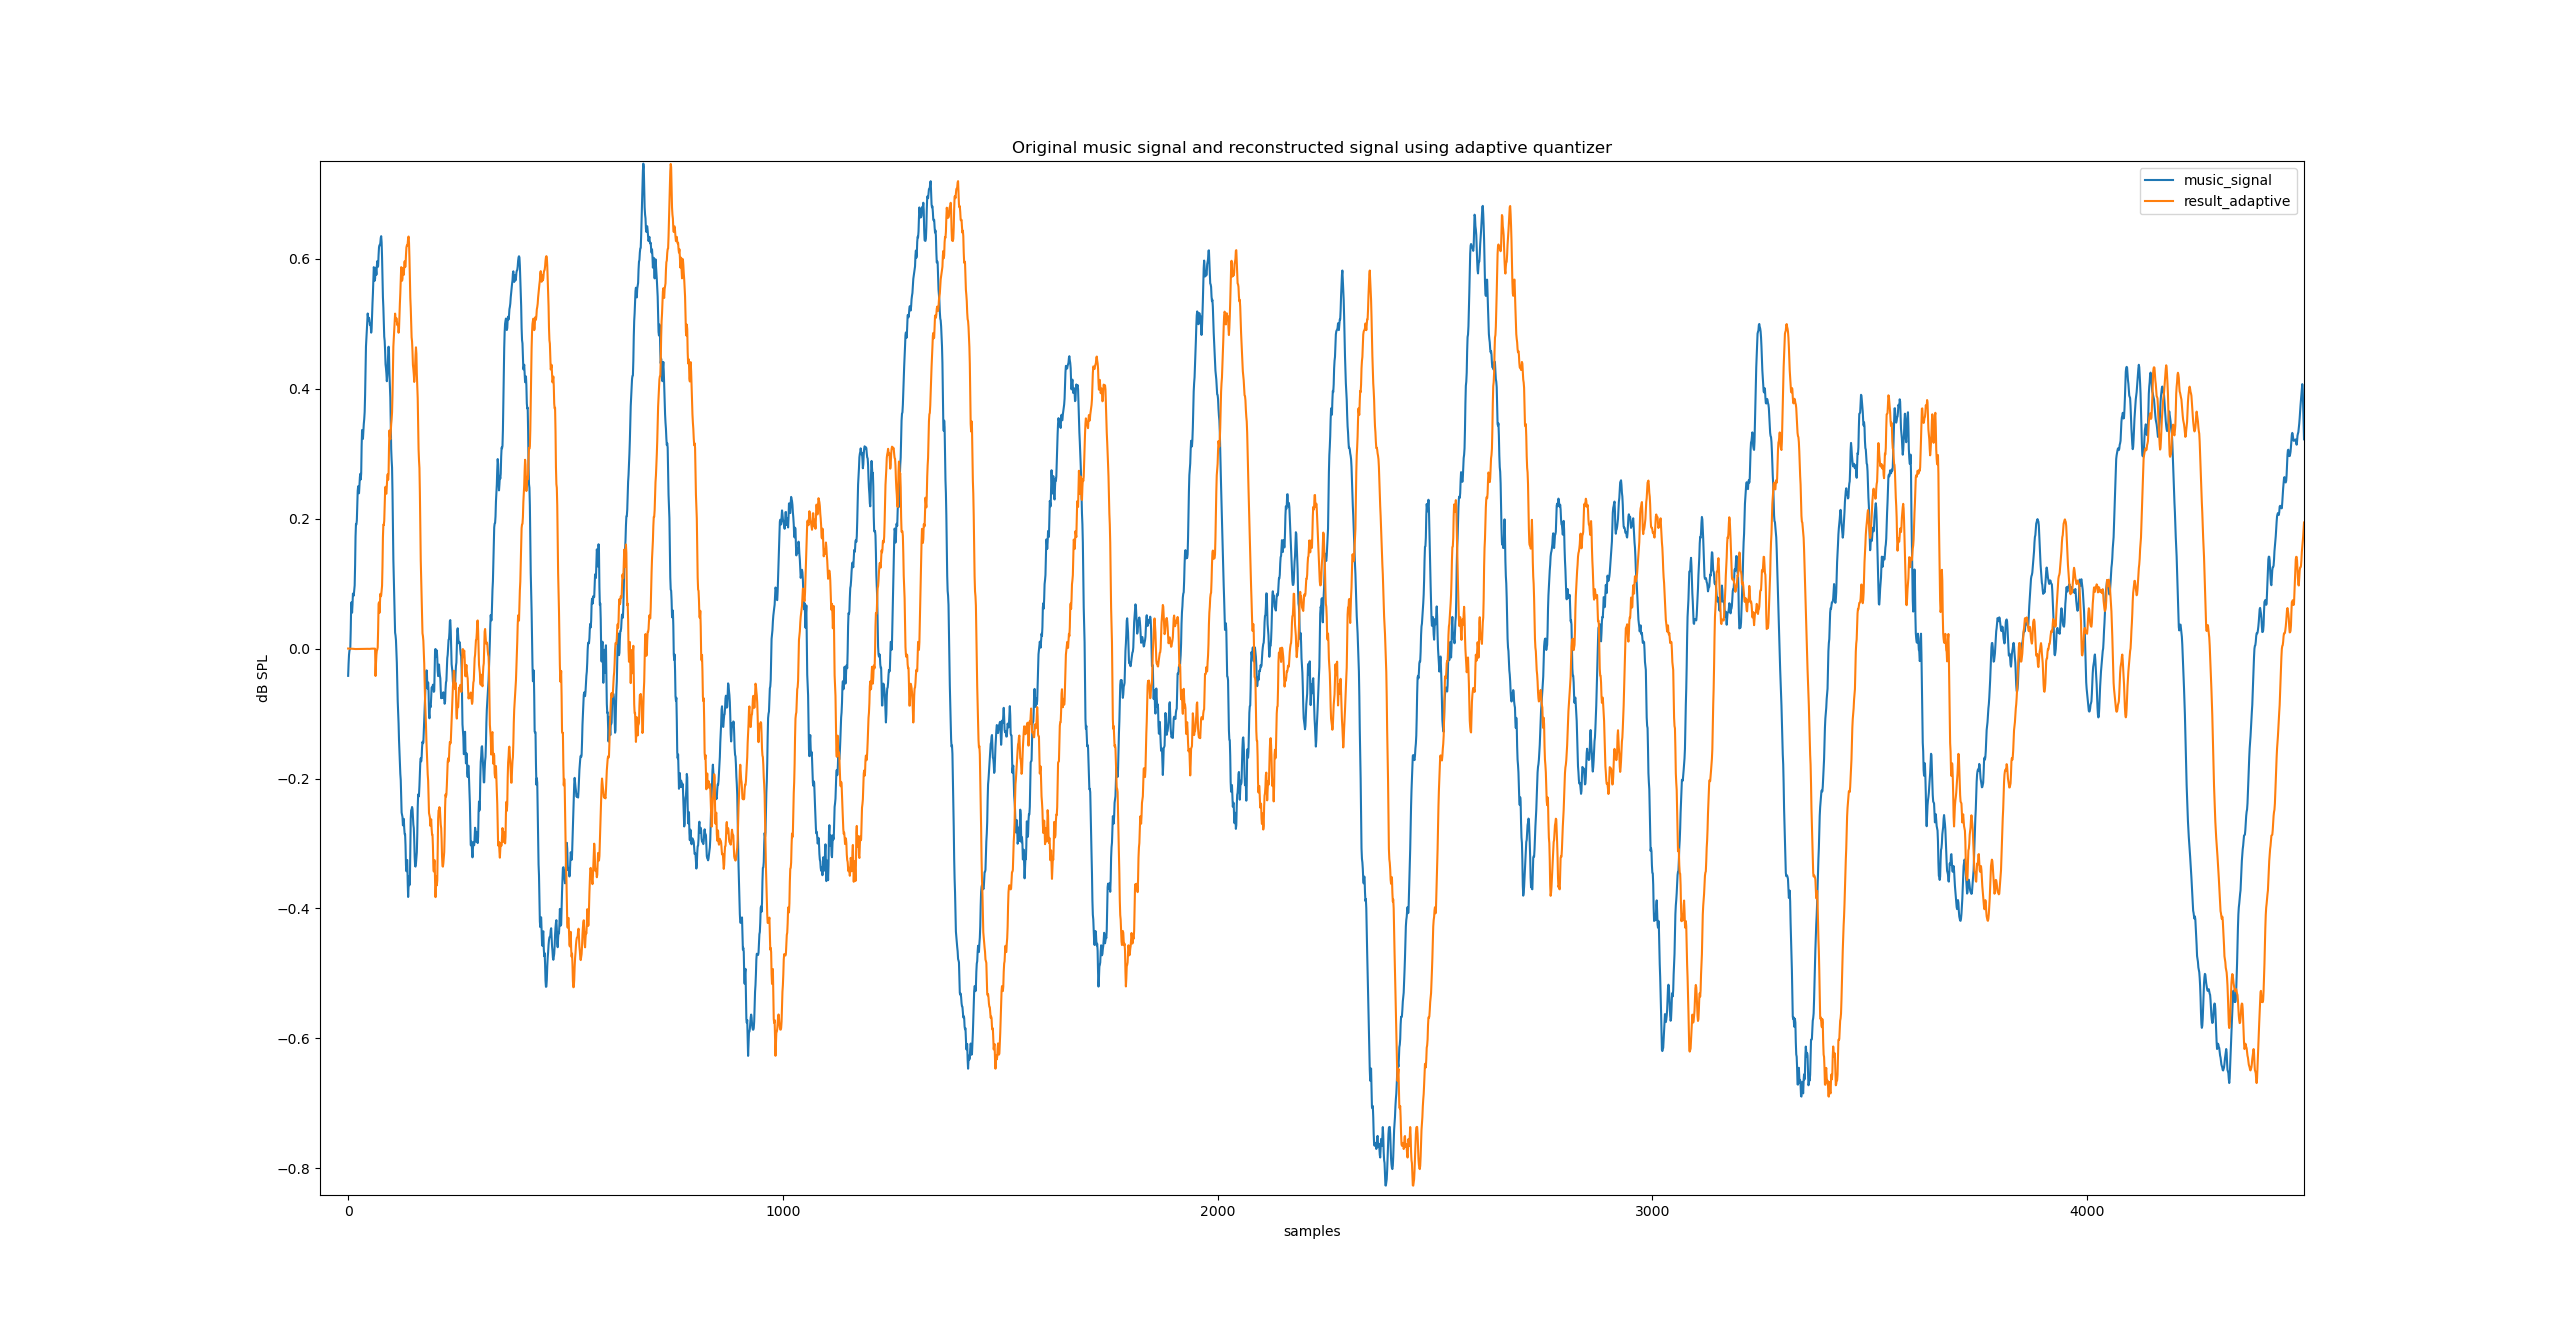 Original music signal and reconstructed signal using adaptive quantizer
music_signal
result_adaptive
0.6
0.4
0.2
0.0
−0.2
−0.4
−0.6
−0.8
dB SPL
0 1000 2000 3000 4000
samples